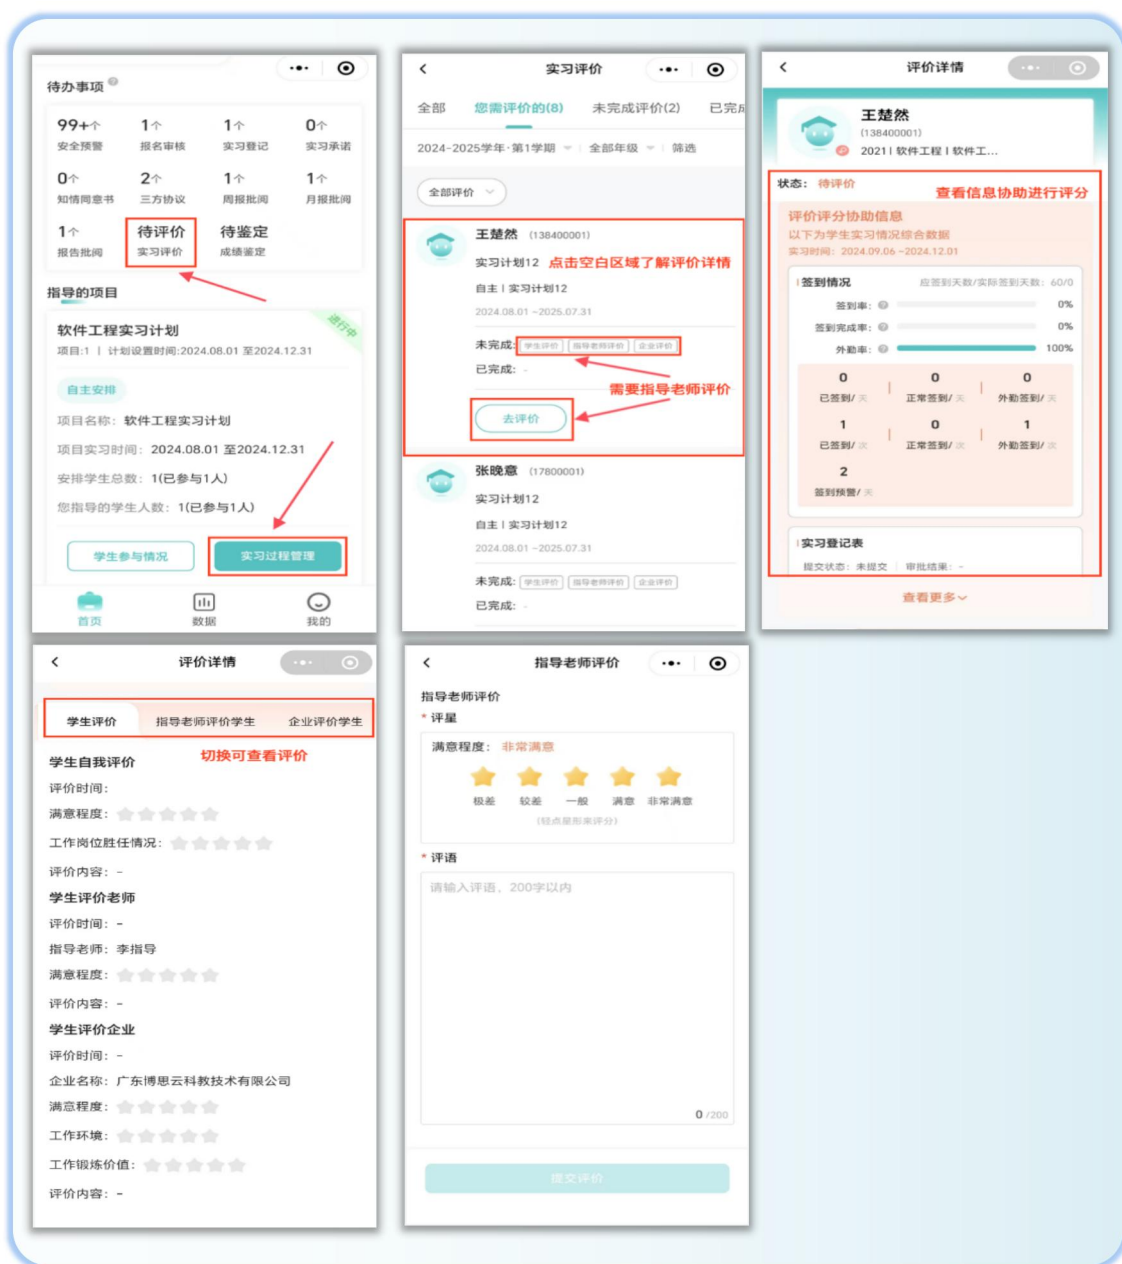 待办事项
99+个 1个 1个 0个
安全预警 报名审核 实习登记 实习承诺
0个 2个 1个 1个
知情同意书 三方协议 周报批阅 月报批阅
1个 待评价 待鉴定
报告批阅 实习评价 成绩鉴定
指导的项目
进行中
软件工程实习计划
项目:1 | 计划设置时间:2024.08.01 至2024.12.31
自主安排
项目名称：软件工程实习计划
项目实习时间：2024.08.01 至2024.12.31
安排学生总数：1(已参与1人)
您指导的学生人数：1(已参与1人)
学生参与情况 实习过程管理
首页 数据 我的
实习评价
全部 您需评价的(8) 未完成评价(2) 已完成
2024-2025学年·第1学期 全部年级 筛选
全部评价
王楚然 (138400001)
实习计划12 点击空白区域了解评价详情
自主 | 实习计划12
2024.08.01 ~2025.07.31
未完成: 学生评价 指导老师评价 企业评价
已完成: -
需要指导老师评价
去评价
张晚意 (17800001)
实习计划12
自主 | 实习计划12
2024.08.01 ~2025.07.31
未完成: 学生评价 指导老师评价 企业评价
已完成: -
评价详情
王楚然
(138400001)
2021 | 软件工程 | 软件工...
状态：待评价
查看信息协助进行评分
评价评分协助信息
以下为学生实习情况综合数据
实习时间：2024.09.06 ~2024.12.01
签到情况 应签到天数/实际签到天数：60/0
签到率: 0%
签到完成率: 0%
外勤率: 100%
0 0 0
已签到/ 天 正常签到/ 天 外勤签到/ 天
1 0 1
已签到/ 次 正常签到/ 次 外勤签到/ 次
2
签到预警/ 天
实习登记表
提交状态：未提交 审批结果：-
查看更多
评价详情
学生评价 指导老师评价学生 企业评价学生
切换可查看评价
学生自我评价
评价时间：
满意程度：
工作岗位胜任情况：
评价内容：-
学生评价老师
评价时间：-
指导老师：李指导
满意程度：
评价内容：-
学生评价企业
评价时间：-
企业名称：广东博思云科教技术有限公司
满意程度：
工作环境：
工作锻炼价值：
评价内容：-
指导老师评价
指导老师评价
* 评星
满意程度：非常满意
极差 较差 一般 满意 非常满意
(轻点星形来评分)
* 评语
请输入评语，200字以内
0 /200
提交评价